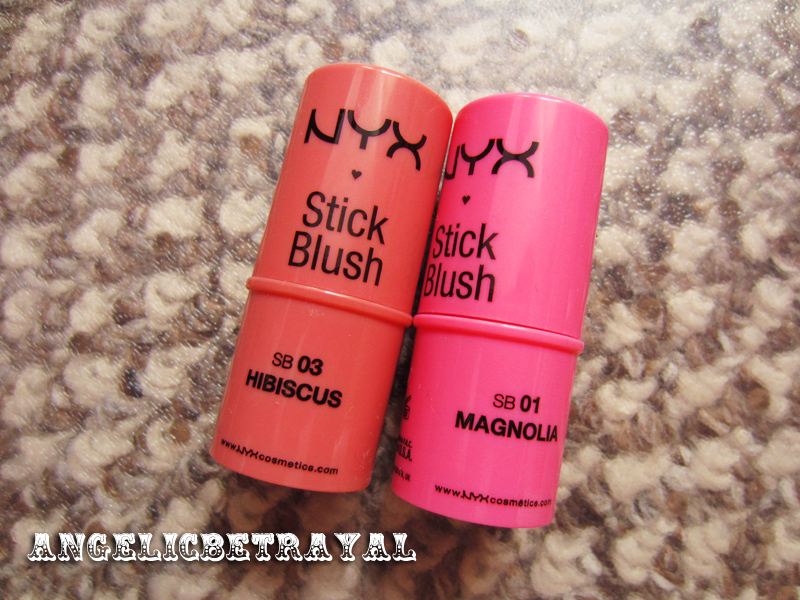 NYX
Stick
Blush
SB 03
HIBISCUS
www.NYXcosmetics.com
NYX
Stick
Blush
SB 01
MAGNOLIA
www.NYXcosmetics.com
ANGELICBETRAYAL